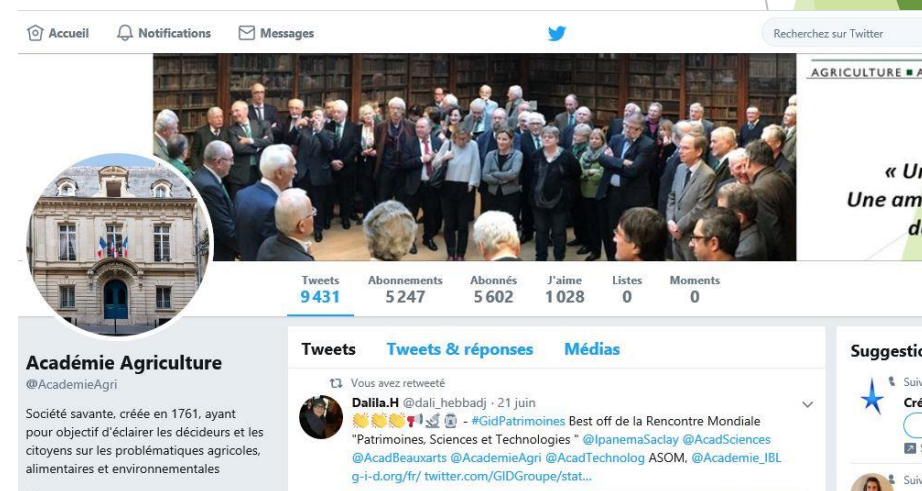 Accueil
Notifications
Messages
Recherchez sur Twitter
AGRICULTURE
« Un
Une am
Tweets
9 431
Abonnements
5 247
Abonnés
5 602
J'aime
1 028
Listes
0
Moments
0
Académie Agriculture
@AcademieAgri
Société savante, créée en 1761, ayant
pour objectif d'éclairer les décideurs et les
citoyens sur les problématiques agricoles,
alimentaires et environnementales
Tweets
Tweets & réponses
Médias
Vous avez retweeté
Dalila.H @dali_hebbadj · 21 juin
👏👏👏📢🔬 - #GidPatrimoines Best off de la Rencontre Mondiale
"Patrimoines, Sciences et Technologies " @IpanemaSaclay @AcadSciences
@AcadBeauxarts @AcademieAgri @AcadTechnolog ASOM, @Academie_IBL
g-i-d.org/fr/ twitter.com/GIDGroupe/stat...
Suggestio
Suiv
Cré
Suiv